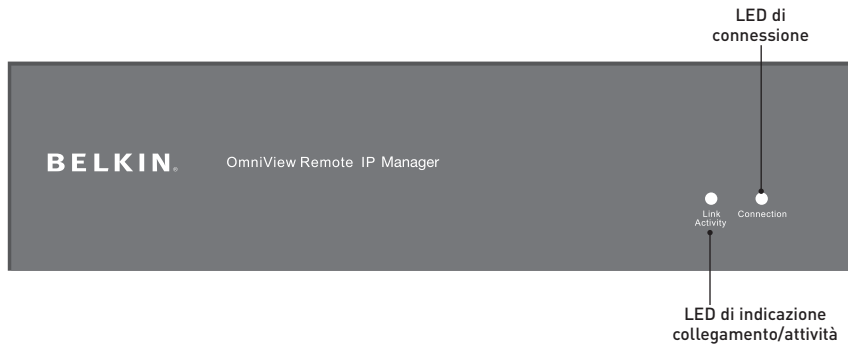 LED di
connessione
BELKIN®
OmniView Remote IP Manager
Link
Activity
Connection
LED di indicazione
collegamento/attività